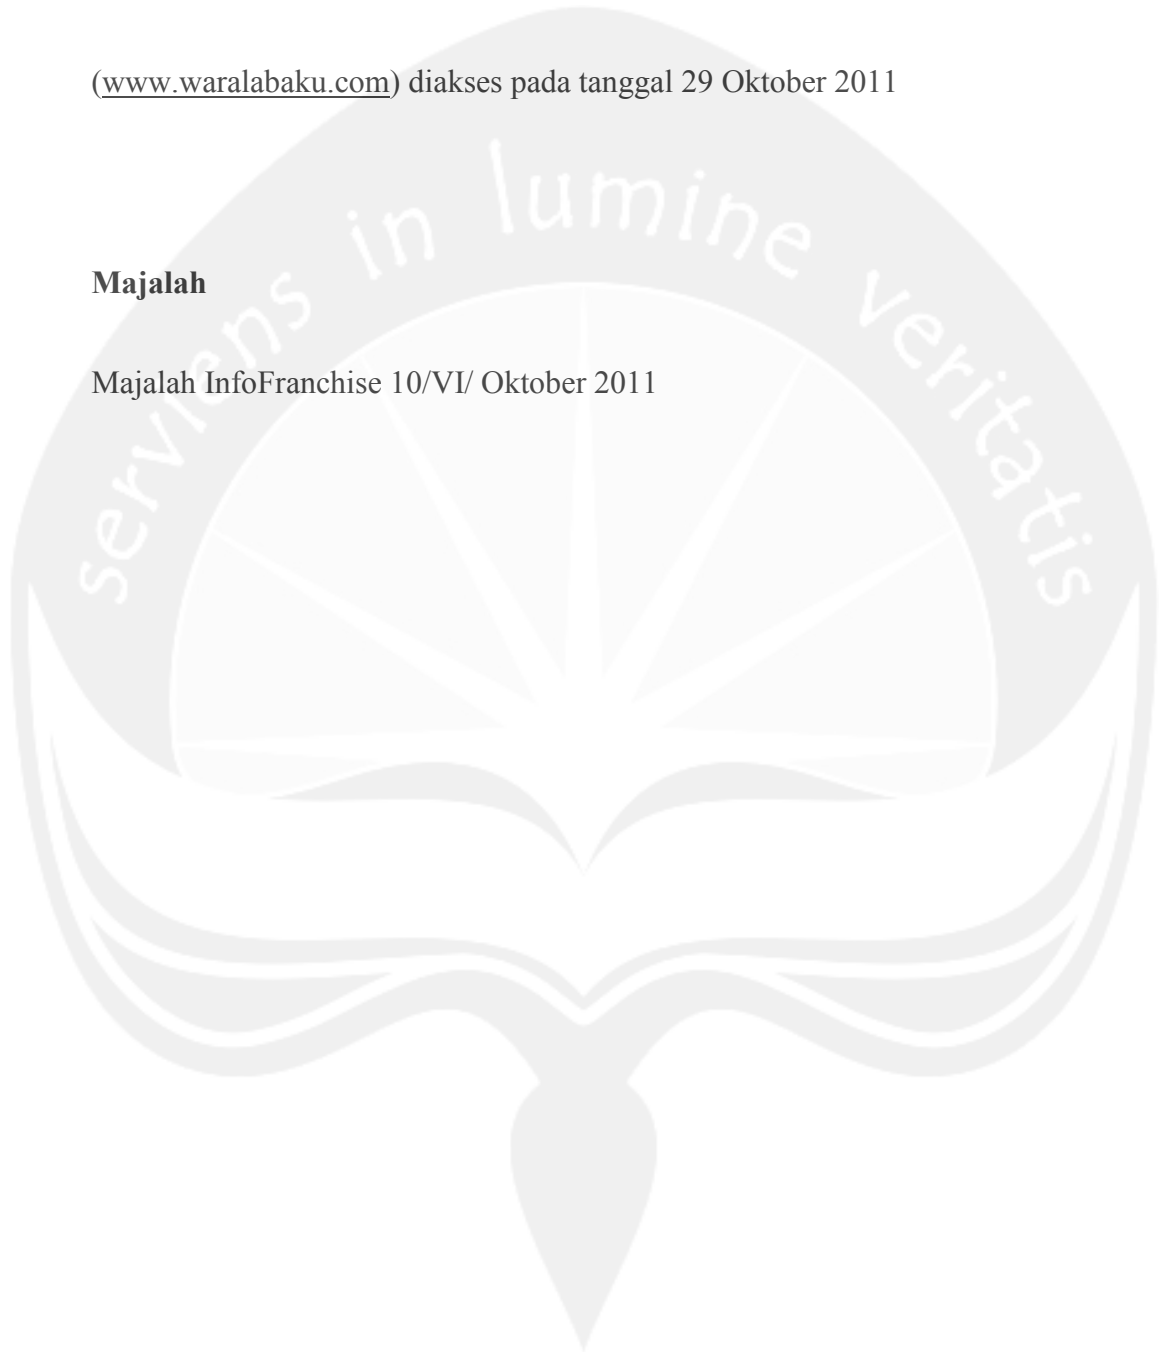 (www.waralabaku.com) diakses pada tanggal 29 Oktober 2011
serviens in lumine veritatis
Majalah
Majalah InfoFranchise 10/VI/ Oktober 2011